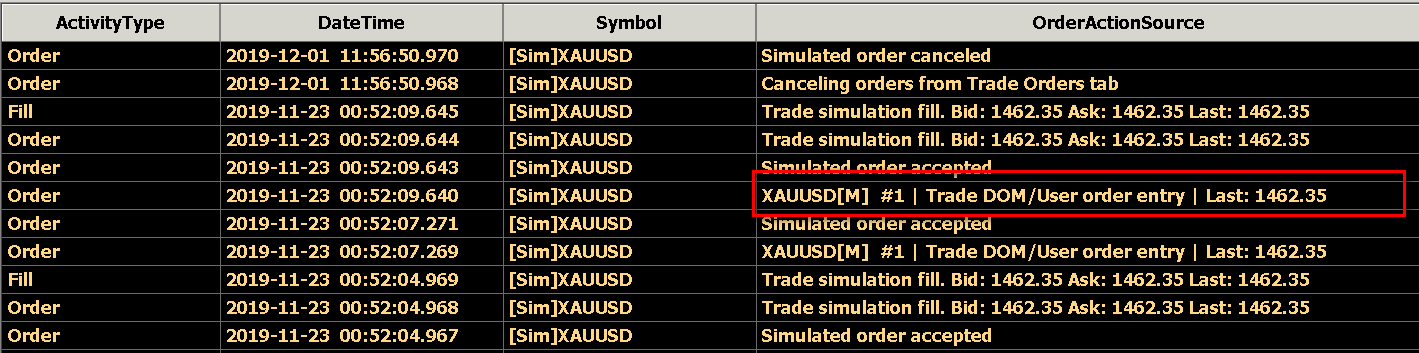 ActivityType DateTime Symbol OrderActionSource
Order 2019-12-01 11:56:50.970 [Sim]XAUUSD Simulated order canceled
Order 2019-12-01 11:56:50.968 [Sim]XAUUSD Canceling orders from Trade Orders tab
Fill 2019-11-23 00:52:09.645 [Sim]XAUUSD Trade simulation fill. Bid: 1462.35 Ask: 1462.35 Last: 1462.35
Order 2019-11-23 00:52:09.644 [Sim]XAUUSD Trade simulation fill. Bid: 1462.35 Ask: 1462.35 Last: 1462.35
Order 2019-11-23 00:52:09.643 [Sim]XAUUSD Simulated order accepted
Order 2019-11-23 00:52:09.640 [Sim]XAUUSD XAUUSD[M] #1 | Trade DOM/User order entry | Last: 1462.35
Order 2019-11-23 00:52:07.271 [Sim]XAUUSD Simulated order accepted
Order 2019-11-23 00:52:07.269 [Sim]XAUUSD XAUUSD[M] #1 | Trade DOM/User order entry | Last: 1462.35
Fill 2019-11-23 00:52:04.969 [Sim]XAUUSD Trade simulation fill. Bid: 1462.35 Ask: 1462.35 Last: 1462.35
Order 2019-11-23 00:52:04.968 [Sim]XAUUSD Trade simulation fill. Bid: 1462.35 Ask: 1462.35 Last: 1462.35
Order 2019-11-23 00:52:04.967 [Sim]XAUUSD Simulated order accepted